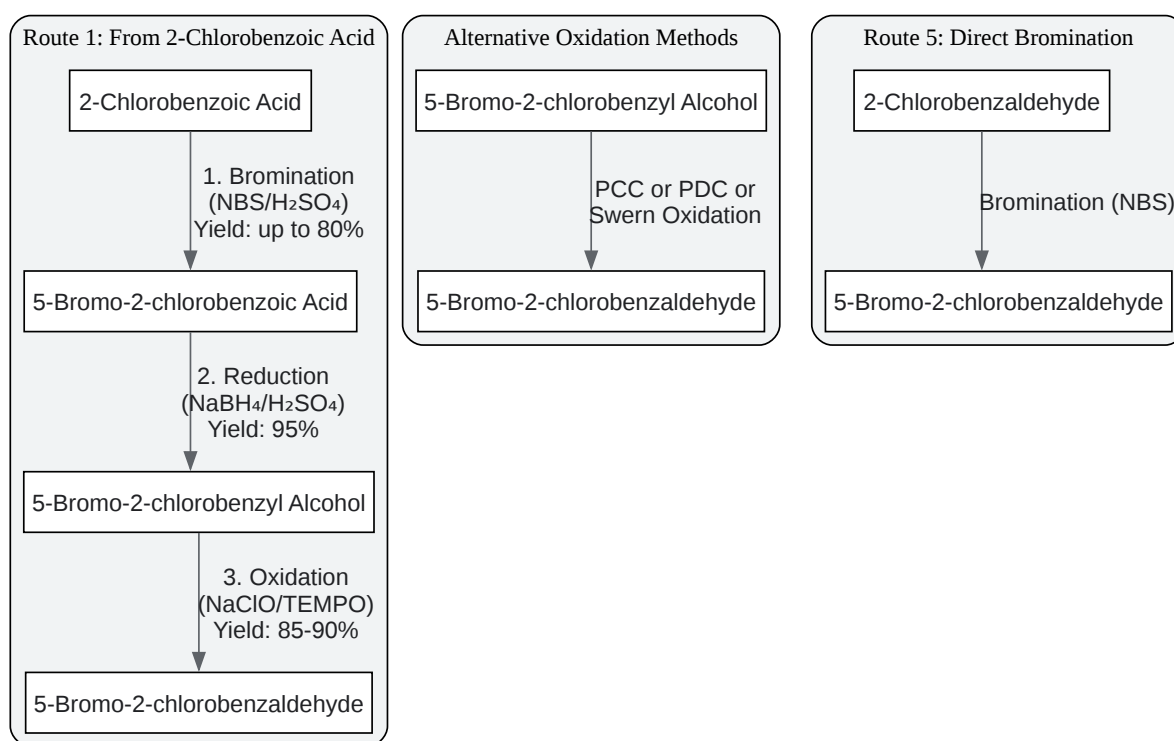 Route 1: From 2-Chlorobenzoic Acid
2-Chlorobenzoic Acid
1. Bromination
(NBS/H₂SO₄)
Yield: up to 80%
5-Bromo-2-chlorobenzoic Acid
2. Reduction
(NaBH₄/H₂SO₄)
Yield: 95%
5-Bromo-2-chlorobenzyl Alcohol
3. Oxidation
(NaClO/TEMPO)
Yield: 85-90%
5-Bromo-2-chlorobenzaldehyde
Alternative Oxidation Methods
5-Bromo-2-chlorobenzyl Alcohol
PCC or PDC or
Swern Oxidation
5-Bromo-2-chlorobenzaldehyde
Route 5: Direct Bromination
2-Chlorobenzaldehyde
Bromination (NBS)
5-Bromo-2-chlorobenzaldehyde